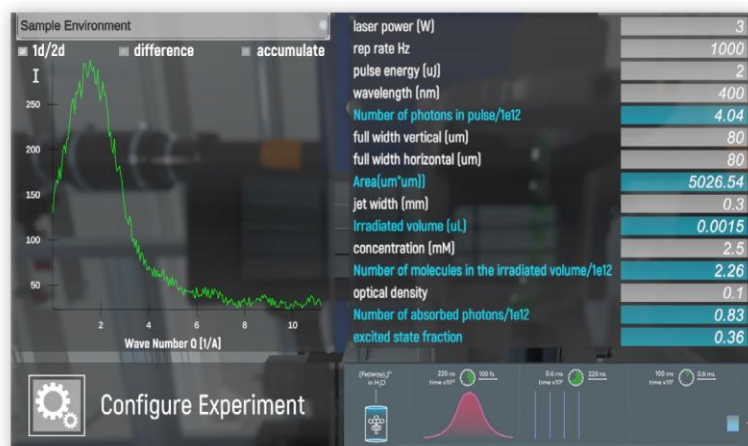 Sample Environment
1d/2d difference accumulate
I
250
200
150
100
50
2 4 6 8 10
Wave Number Q [1/A]
laser power (W) 3
rep rate Hz 1000
pulse energy (uJ) 2
wavelength (nm) 400
Number of photons in pulse/1e12 4.04
full width vertical (um) 80
full width horizontal (um) 80
Area(um*um)) 5026.54
jet width (mm) 0.3
Irradiated volume (ul.) 0.0015
concentration (mM) 2.5
Number of molecules in the irradiated volume/1e12 2.26
optical density 0.1
Number of absorbed photons/1e12 0.83
excited state fraction 0.36
Configure Experiment
in H₂O
220 ns 100 fs
0.6 ms 220 ns
100 ms 0.6 ms